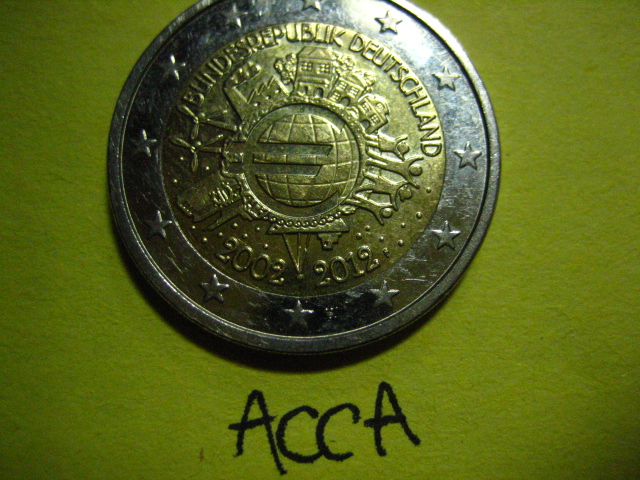 BUNDESREPUBLIK DEUTSCHLAND
2002 2012
ACCA